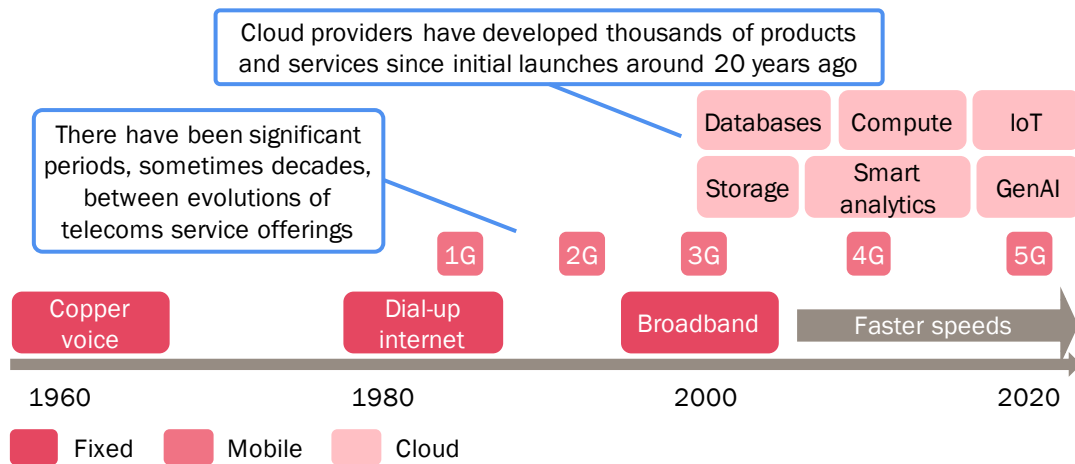 Cloud providers have developed thousands of products
and services since initial launches around 20 years ago
There have been significant
periods, sometimes decades,
between evolutions of
telecoms service offerings
Databases
Compute
IoT
Storage
Smart
analytics
GenAI
1G
2G
3G
4G
5G
Copper
voice
Dial-up
internet
Broadband
Faster speeds
1960
1980
2000
2020
Fixed
Mobile
Cloud